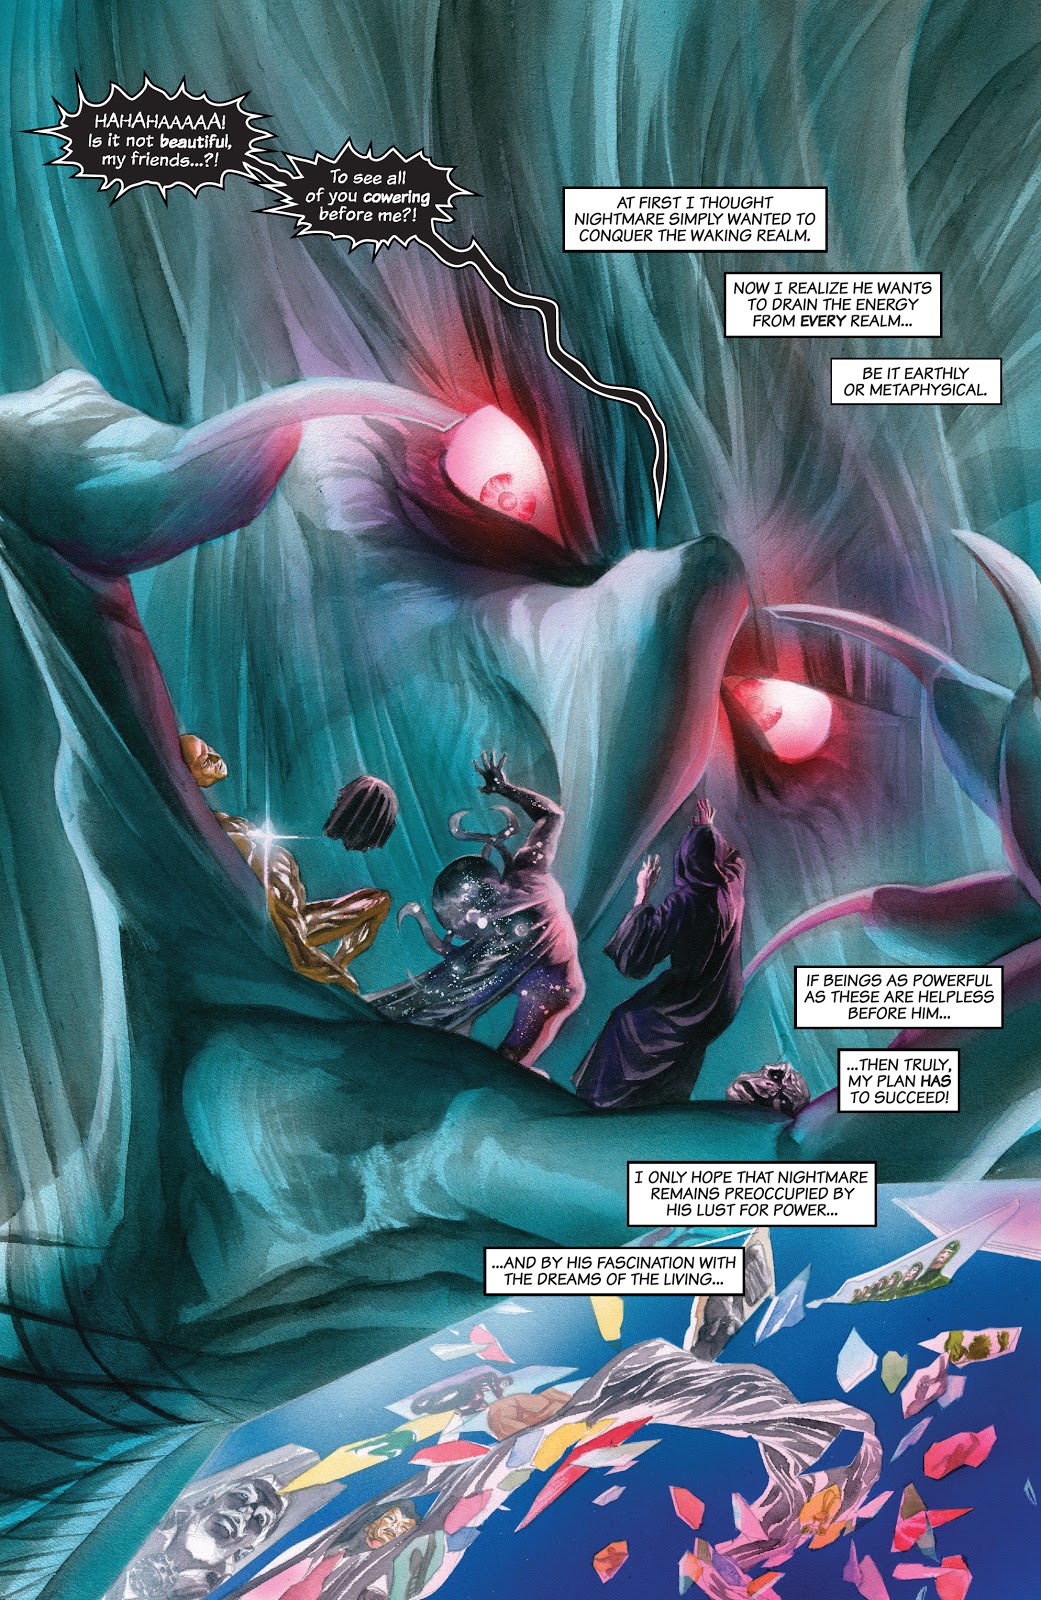 HAHAHAAAAA!
Is it not beautiful,
my friends...?!
To see all
of you cowering
before me?!
AT FIRST I THOUGHT
NIGHTMARE SIMPLY WANTED TO
CONQUER THE WAKING REALM.
NOW I REALIZE HE WANTS
TO DRAIN THE ENERGY
FROM EVERY REALM...
BE IT EARTHLY
OR METAPHYSICAL.
IF BEINGS AS POWERFUL
AS THESE ARE HELPLESS
BEFORE HIM...
...THEN TRULY,
MY PLAN HAS
TO SUCCEED!
I ONLY HOPE THAT NIGHTMARE
REMAINS PREOCCUPIED BY
HIS LUST FOR POWER...
...AND BY HIS FASCINATION WITH
THE DREAMS OF THE LIVING...